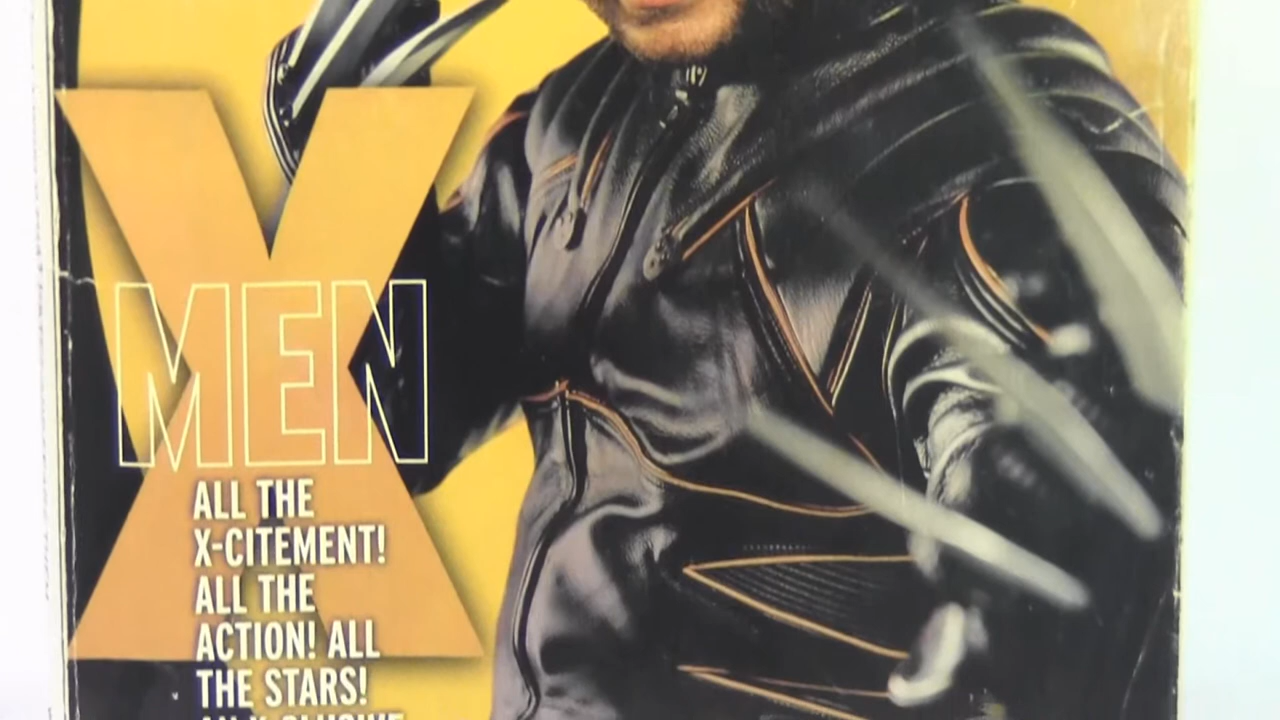 X
MEN
ALL THE
X-CITEMENT!
ALL THE
ACTION! ALL
THE STARS!